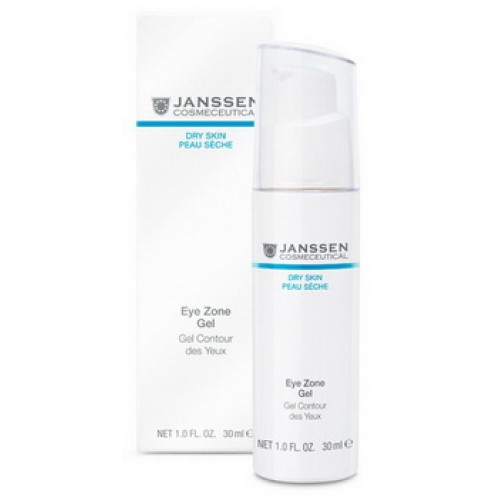 JANSSEN
COSMECEUTICAL
DRY SKIN
PEAU SÈCHE
Eye Zone
Gel
Gel Contour
des Yeux
NET 1.0 FL. OZ. 30 ml ℮
JANSSEN
COSMECEUTICAL
DRY SKIN
PEAU SÈCHE
Eye Zone
Gel
Gel Contour
des Yeux
NET 1.0 FL. OZ. 30 ml ℮